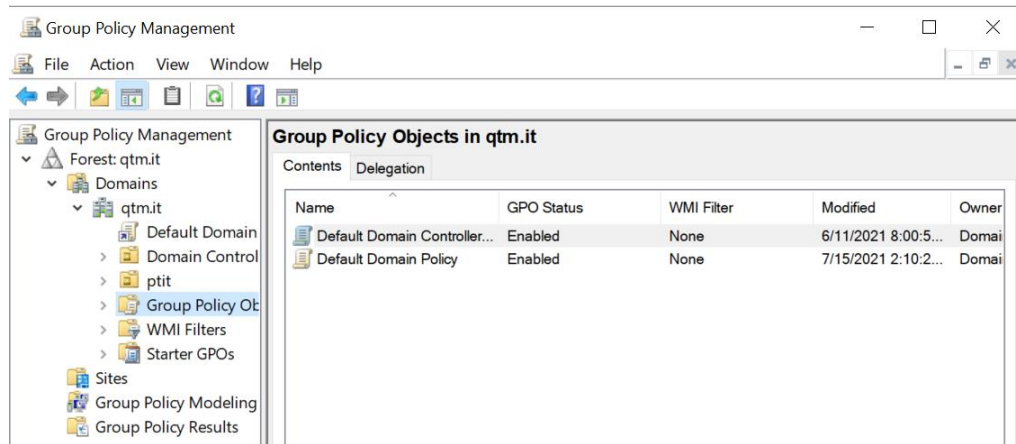 Group Policy Management
File Action View Window Help
Group Policy Management
Forest: qtm.it
Domains
qtm.it
Default Domain
Domain Control
ptit
Group Policy Ob
WMI Filters
Starter GPOs
Sites
Group Policy Modeling
Group Policy Results
Group Policy Objects in qtm.it
Contents Delegation
Name GPO Status WMI Filter Modified Owner
Default Domain Controller... Enabled None 6/11/2021 8:00:5... Domai
Default Domain Policy Enabled None 7/15/2021 2:10:2... Domai